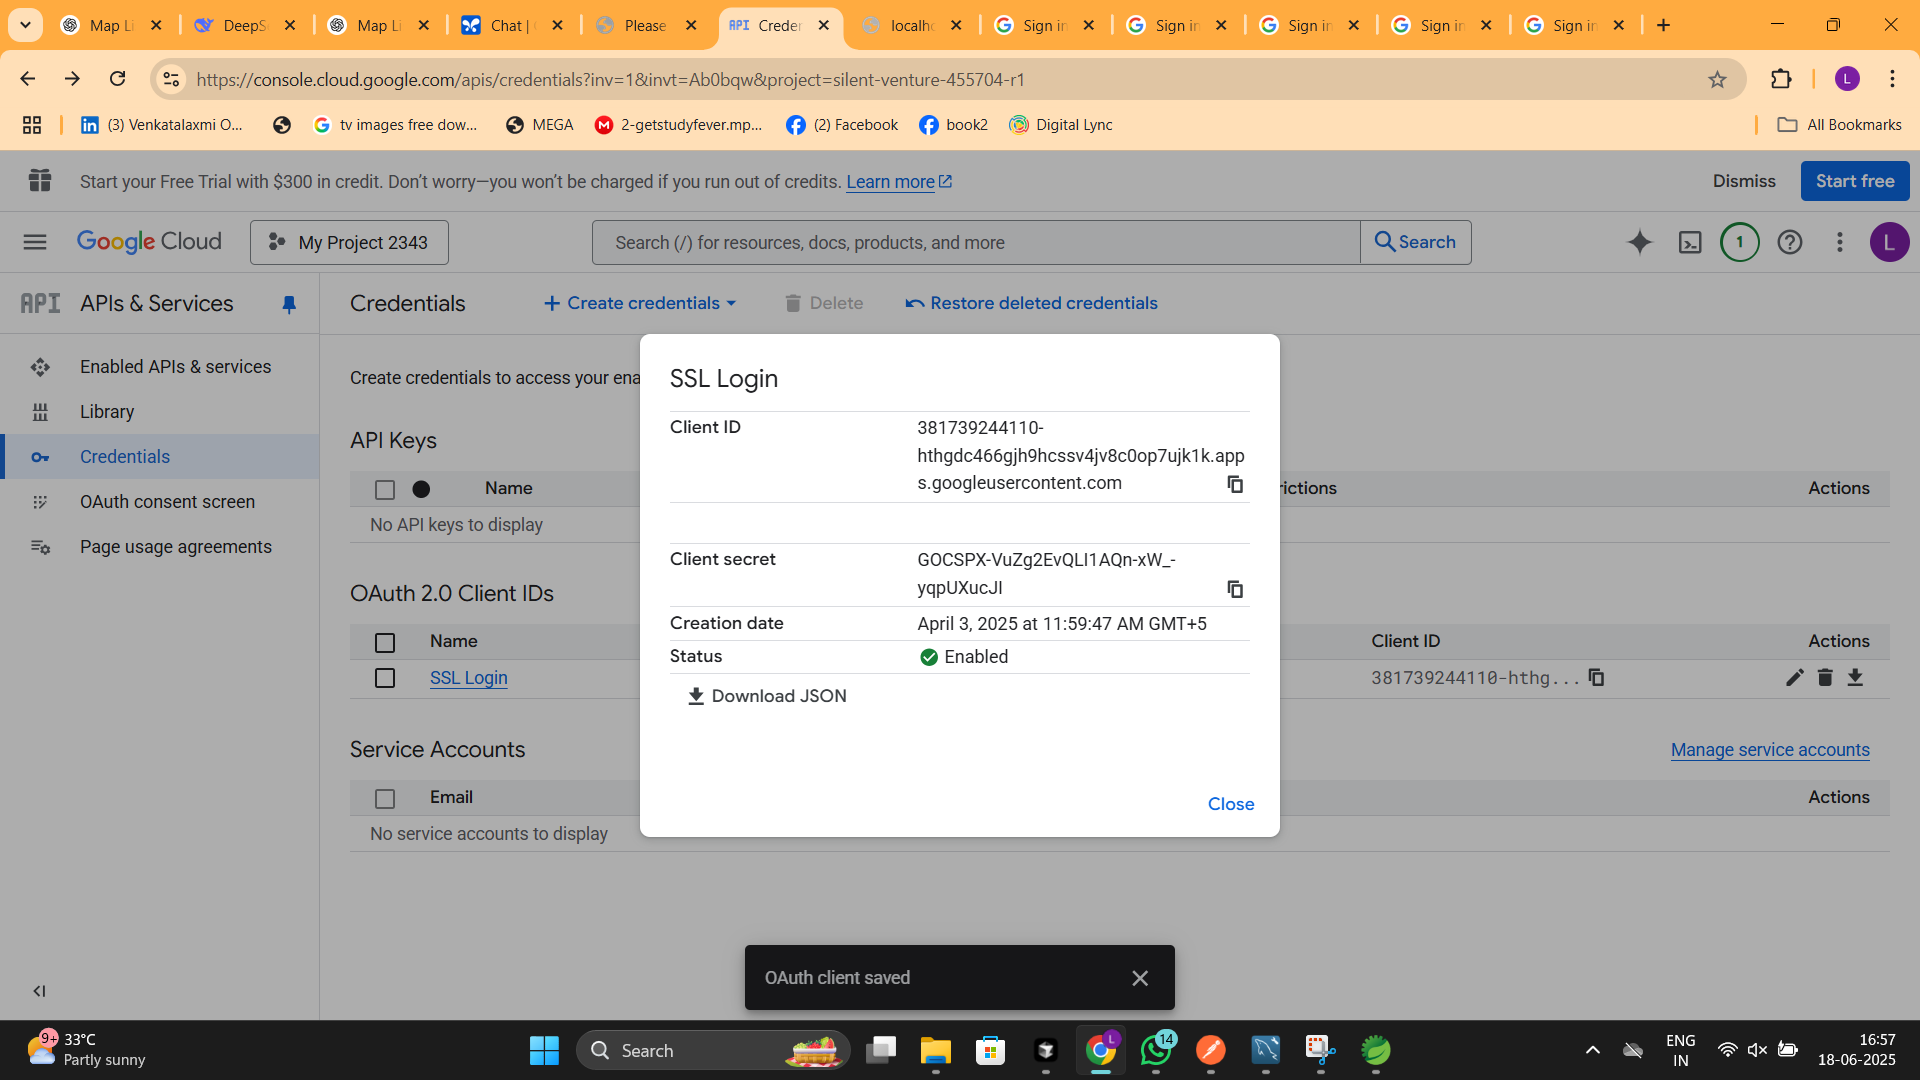 Map Li
DeepS
Map Li
Chat |
Please
API Creder
localho
Sign in
Sign in
Sign in
Sign in
Sign in
https://console.cloud.google.com/apis/credentials?inv=1&invt=Ab0bqw&project=silent-venture-455704-r1
L
(3) Venkatalaxmi O...
tv images free dow...
MEGA
2-getstudyfever.mp...
(2) Facebook
book2
Digital Lync
All Bookmarks
Start your Free Trial with $300 in credit. Don’t worry—you won’t be charged if you run out of credits. Learn more
Dismiss
Start free
Google Cloud
My Project 2343
Search (/) for resources, docs, products, and more
Search
1
L
API APIs & Services
Credentials
Create credentials
Delete
Restore deleted credentials
Enabled APIs & services
Library
Credentials
OAuth consent screen
Page usage agreements
Create credentials to access your ena
API Keys
Name
rictions
Actions
No API keys to display
OAuth 2.0 Client IDs
Name
Client ID
Actions
SSL Login
381739244110-hthg...
Service Accounts
Manage service accounts
Email
Actions
No service accounts to display
SSL Login
Client ID
381739244110-
hthgdc466gjh9hcssv4jv8c0op7ujk1k.app
s.googleusercontent.com
Client secret
GOCSPX-VuZg2EvQLI1AQn-xW_-
yqpUXucJI
Creation date
April 3, 2025 at 11:59:47 AM GMT+5
Status
Enabled
Download JSON
Close
OAuth client saved
9+
33°C
Partly sunny
Search
L
14
ENG
IN
16:57
18-06-2025